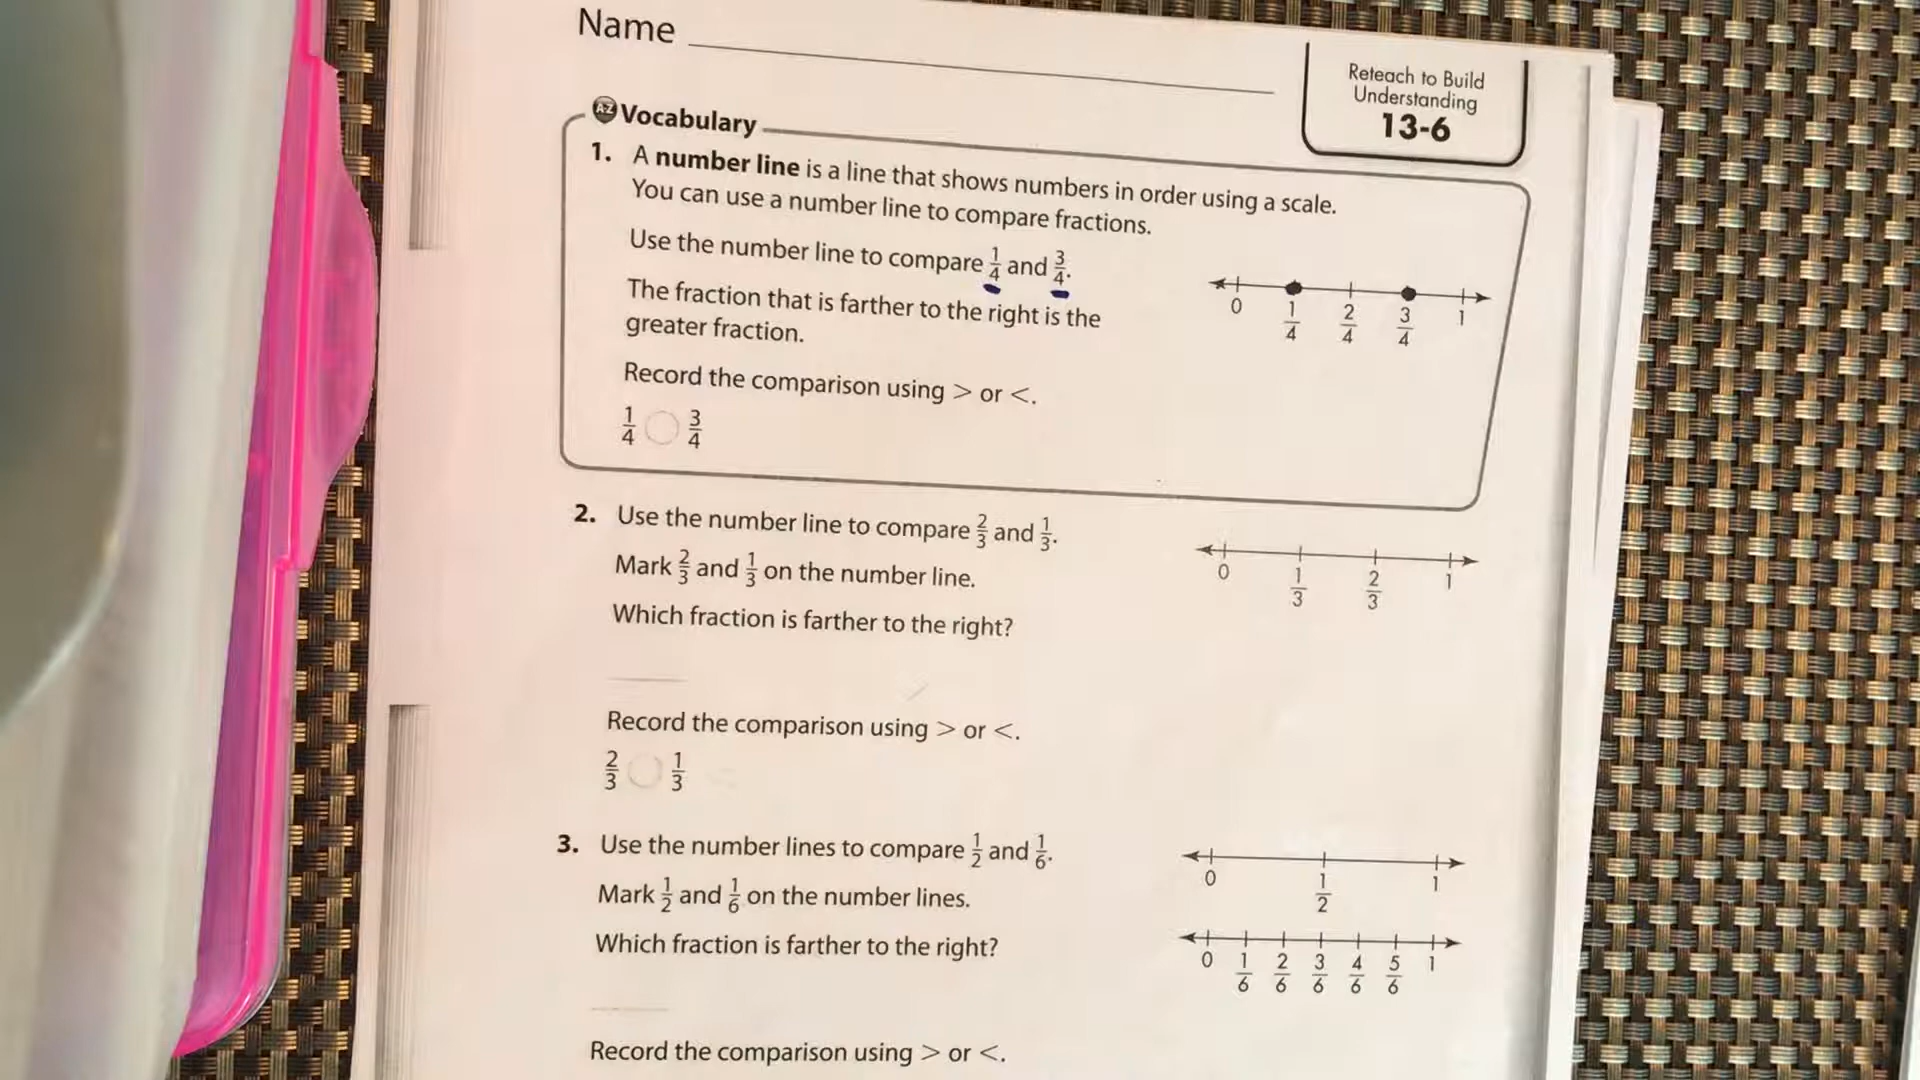 Name
Reteach to Build
Understanding
13-6
A-Z Vocabulary
1. A number line is a line that shows numbers in order using a scale.
You can use a number line to compare fractions.
Use the number line to compare 1/4 and 3/4.
The fraction that is farther to the right is the
greater fraction.
0 1/4 2/4 3/4 1
Record the comparison using > or <.
1/4 ○ 3/4
2. Use the number line to compare 2/3 and 1/3.
Mark 2/3 and 1/3 on the number line.
0 1/3 2/3 1
Which fraction is farther to the right?
Record the comparison using > or <.
2/3 ○ 1/3
3. Use the number lines to compare 1/2 and 1/6.
Mark 1/2 and 1/6 on the number lines.
0 1/2 1
Which fraction is farther to the right?
0 1/6 2/6 3/6 4/6 5/6 1
Record the comparison using > or <.